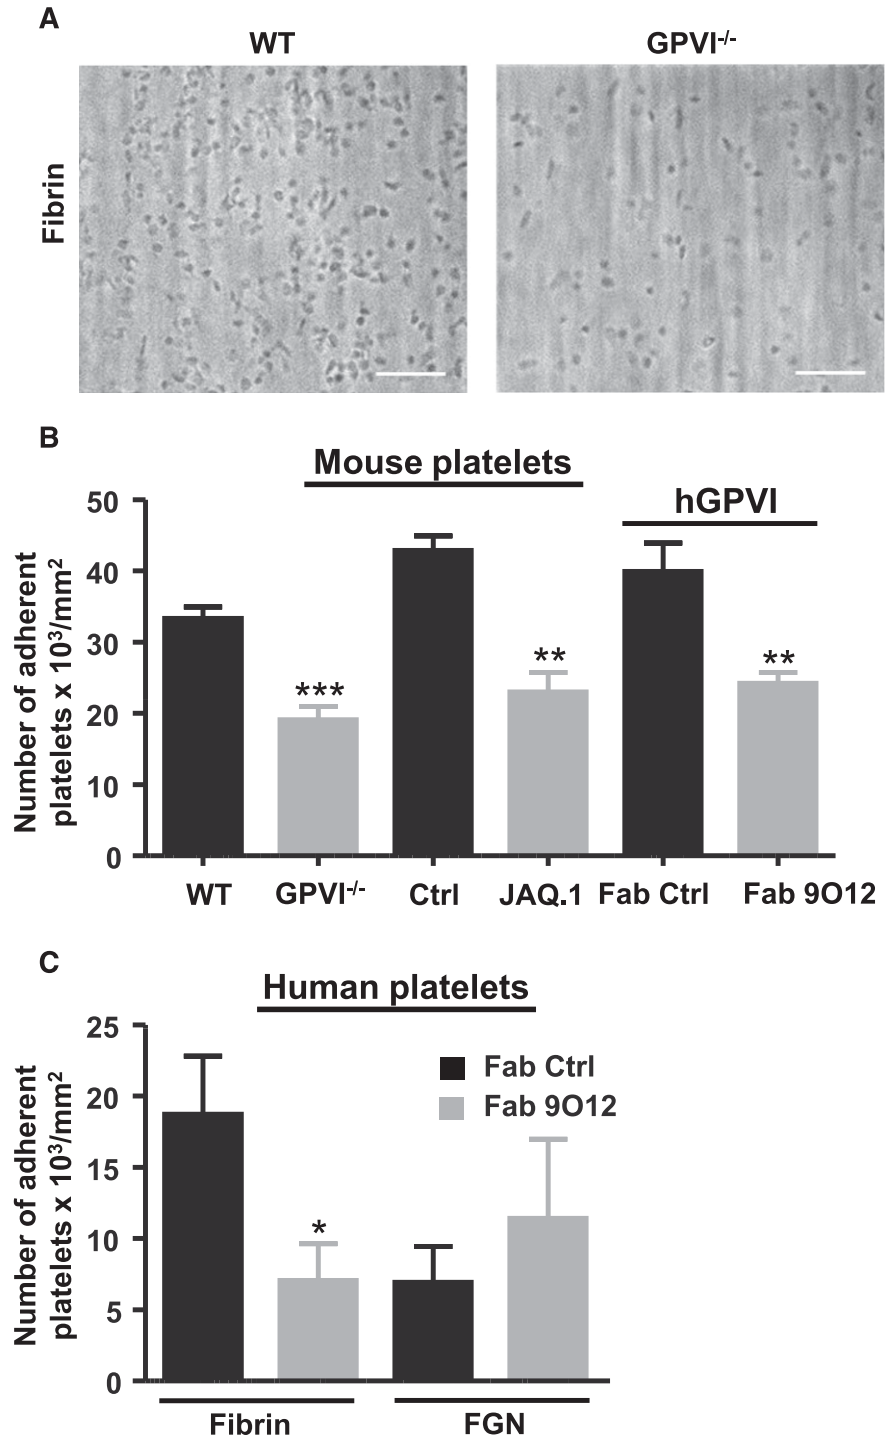 A
WT
GPVI-/-
Fibrin
B
Mouse platelets
hGPVI
Number of adherent
platelets x 10³/mm²
50
40
30
20
10
0
***
**
**
WT
GPVI-/-
Ctrl
JAQ.1
Fab Ctrl
Fab 9O12
C
Human platelets
Number of adherent
platelets x 10³/mm²
25
20
15
10
5
0
Fab Ctrl
Fab 9O12
*
Fibrin
FGN